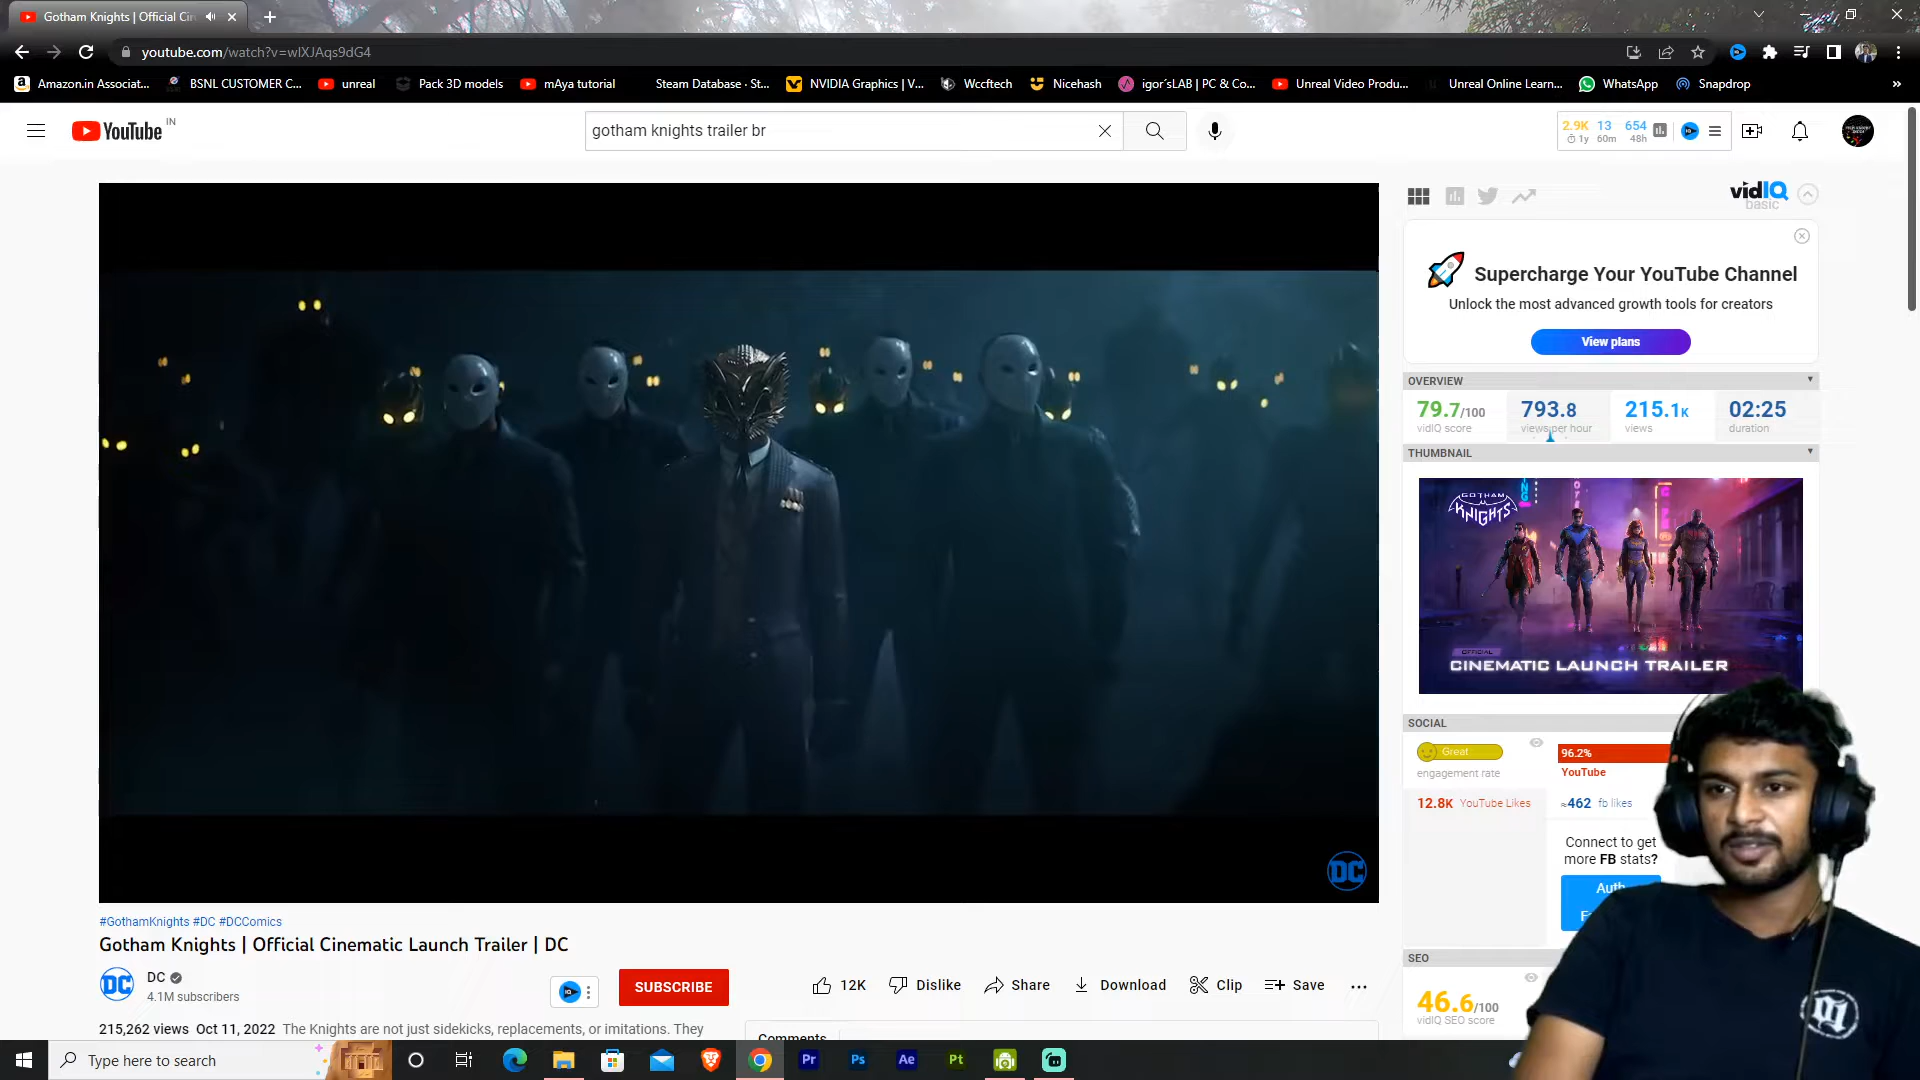 Gotham Knights | Official Cin
youtube.com/watch?v=wIXJAqs9dG4
Amazon.in Associat...
BSNL CUSTOMER C...
unreal
Pack 3D models
mAya tutorial
Steam Database · St...
NVIDIA Graphics | V...
Wccftech
Nicehash
igor´sLAB | PC & Co...
Unreal Video Produ...
Unreal Online Learn...
WhatsApp
Snapdrop
YouTube IN
gotham knights trailer br
2.9K 13 654
1y 60m 48h
vidIQ
basic
Supercharge Your YouTube Channel
Unlock the most advanced growth tools for creators
View plans
OVERVIEW
79.7/100 793.8 215.1K 02:25
vidIQ score views per hour views duration
THUMBNAIL
GOTHAM
KNIGHTS
OFFICIAL
CINEMATIC LAUNCH TRAILER
SOCIAL
Great
engagement rate
96.2%
YouTube
12.8K YouTube Likes
≈462 fb likes
Connect to get
more FB stats?
Auth
SEO
46.6/100
vidIQ SEO score
DC
#GothamKnights #DC #DCComics
Gotham Knights | Official Cinematic Launch Trailer | DC
DC
DC
4.1M subscribers
SUBSCRIBE
12K
Dislike
Share
Download
Clip
Save
215,262 views Oct 11, 2022 The Knights are not just sidekicks, replacements, or imitations. They
Comments
Type here to search
Pr
Ps
Ae
Pt